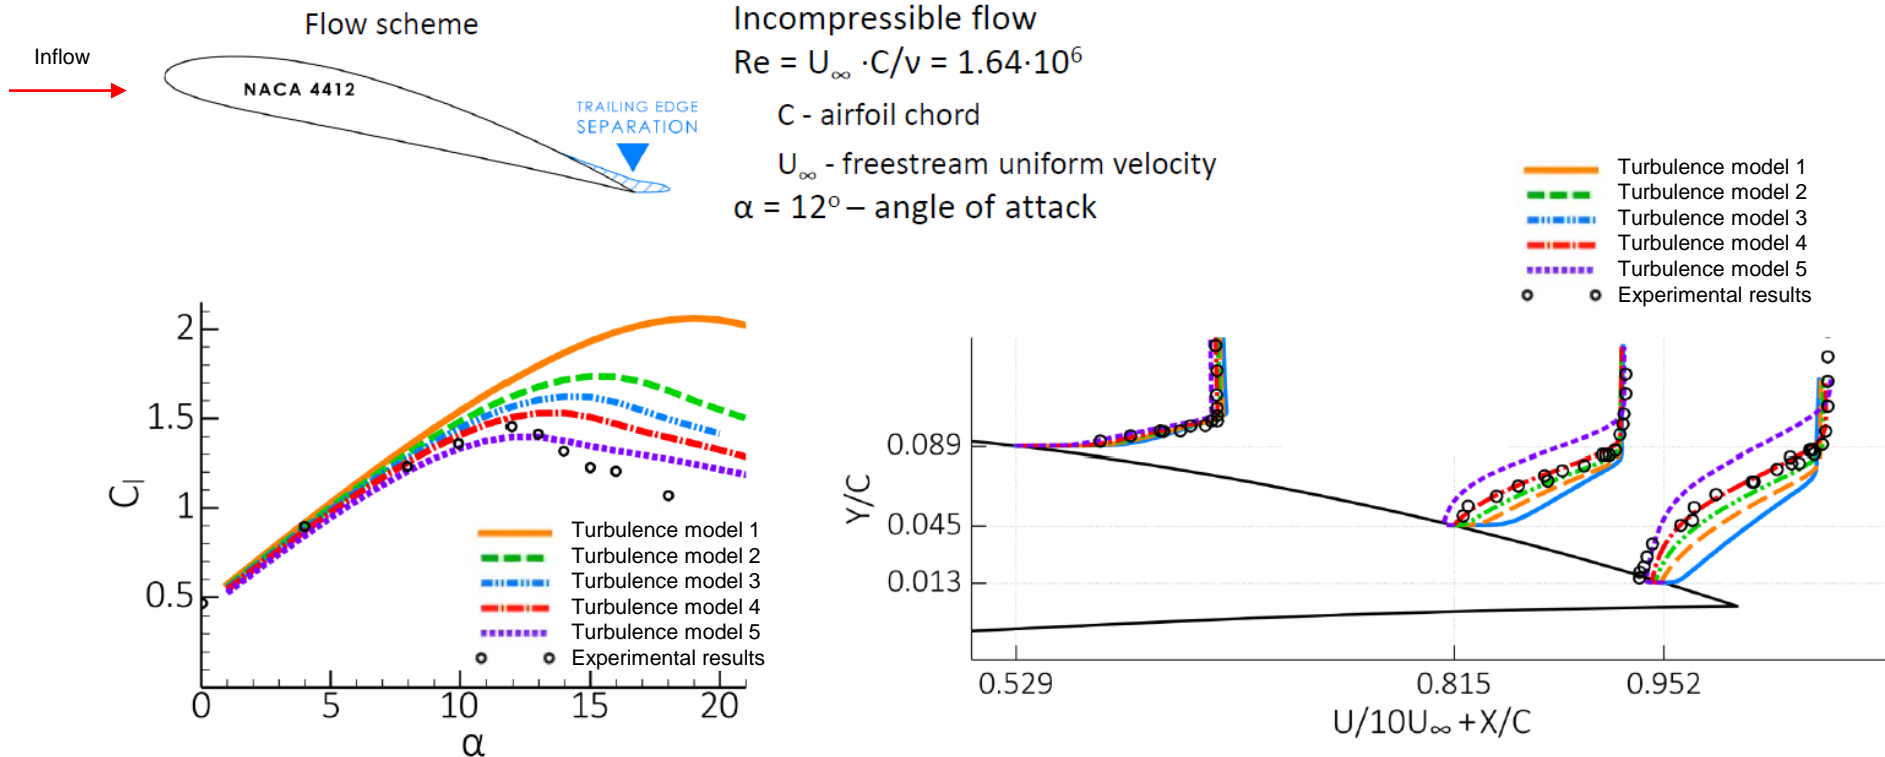 Flow scheme
Inflow
NACA 4412
TRAILING EDGE
SEPARATION
Incompressible flow
Re = U∞ ·C/ν = 1.64·10⁶
C - airfoil chord
U∞ - freestream uniform velocity
α = 12º – angle of attack
Turbulence model 1
Turbulence model 2
Turbulence model 3
Turbulence model 4
Turbulence model 5
Experimental results
2
1.5
1
0.5
Cl
0
5
10
15
20
α
Turbulence model 1
Turbulence model 2
Turbulence model 3
Turbulence model 4
Turbulence model 5
Experimental results
0.089
0.045
0.013
Y/C
0.529
0.815
0.952
U/10U∞ + X/C